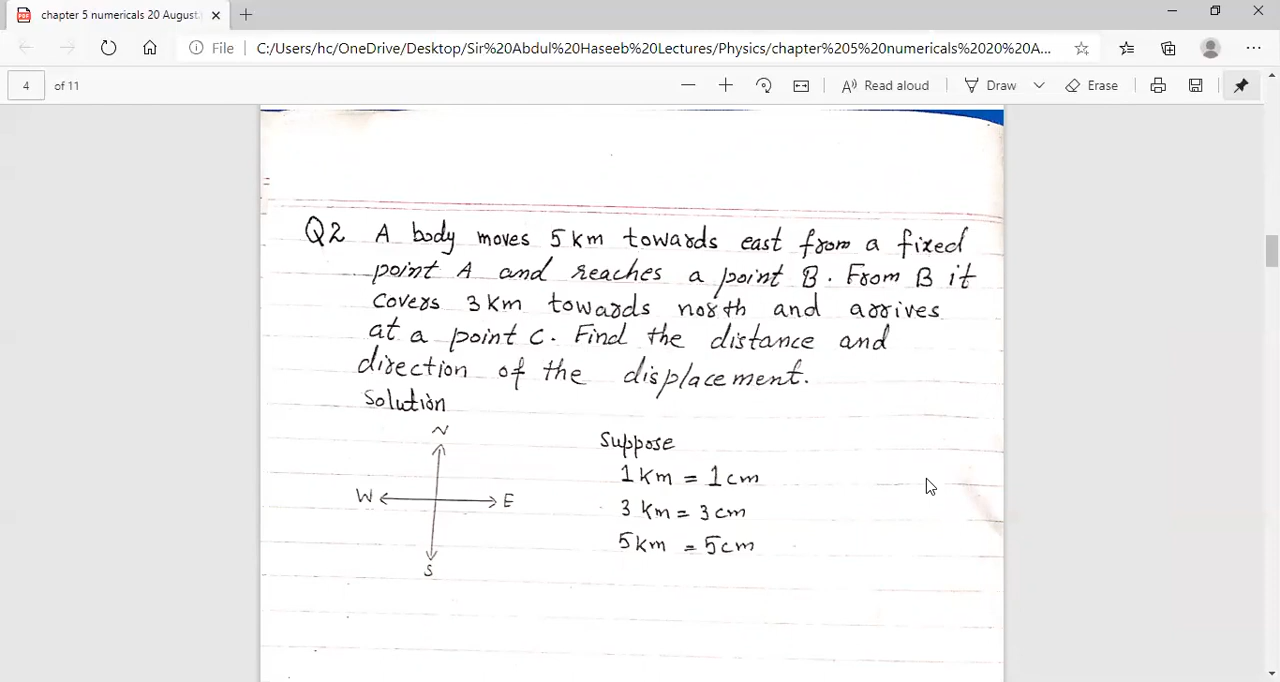 chapter 5 numericals 20 August.
File
C:/Users/hc/OneDrive/Desktop/Sir%20Abdul%20Haseeb%20Lectures/Physics/chapter%205%20numericals%2020%20A...
4 of 11
Read aloud
Draw
Erase
Q2 A body moves 5 km towards east from a fixed
point A and reaches a point B. From B it
covers 3 km towards north and arrives
at a point C. Find the distance and
direction of the displacement.
Solution
N
W E
S
Suppose
1 km = 1 cm
3 km = 3 cm
5 km = 5 cm